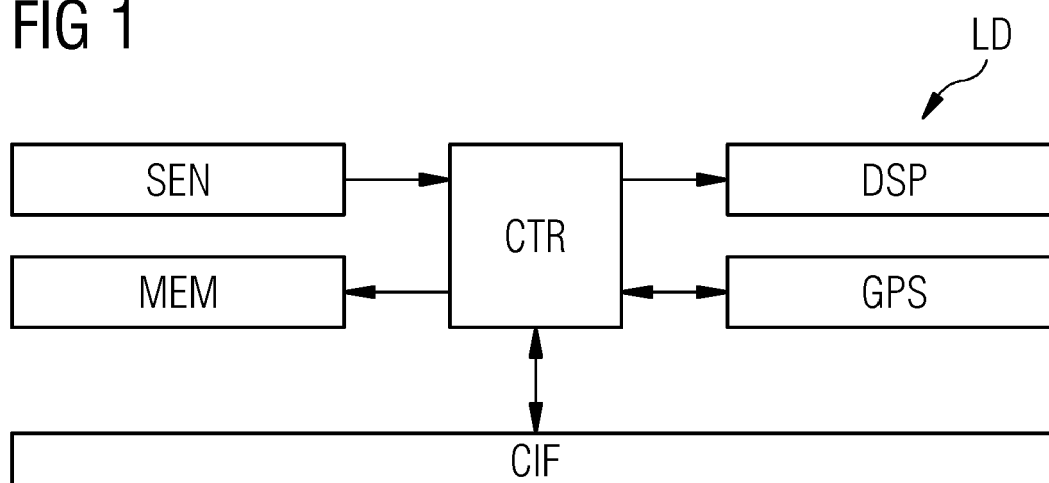 FIG 1
LD
SEN
DSP
CTR
MEM
GPS
CIF